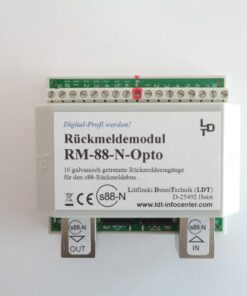 Digital-Profi werden!
LDT
Rückmeldemodul
RM-88-N-Opto
16 galvanisch getrennte Rückmeldeeingänge
für den s88-Rückmeldebus.
CE
s88-N
Littfinski DatenTechnik (LDT)
D-25492 Heist
www.ldt-infocenter.com
s88-N
OUT
s88-N
IN